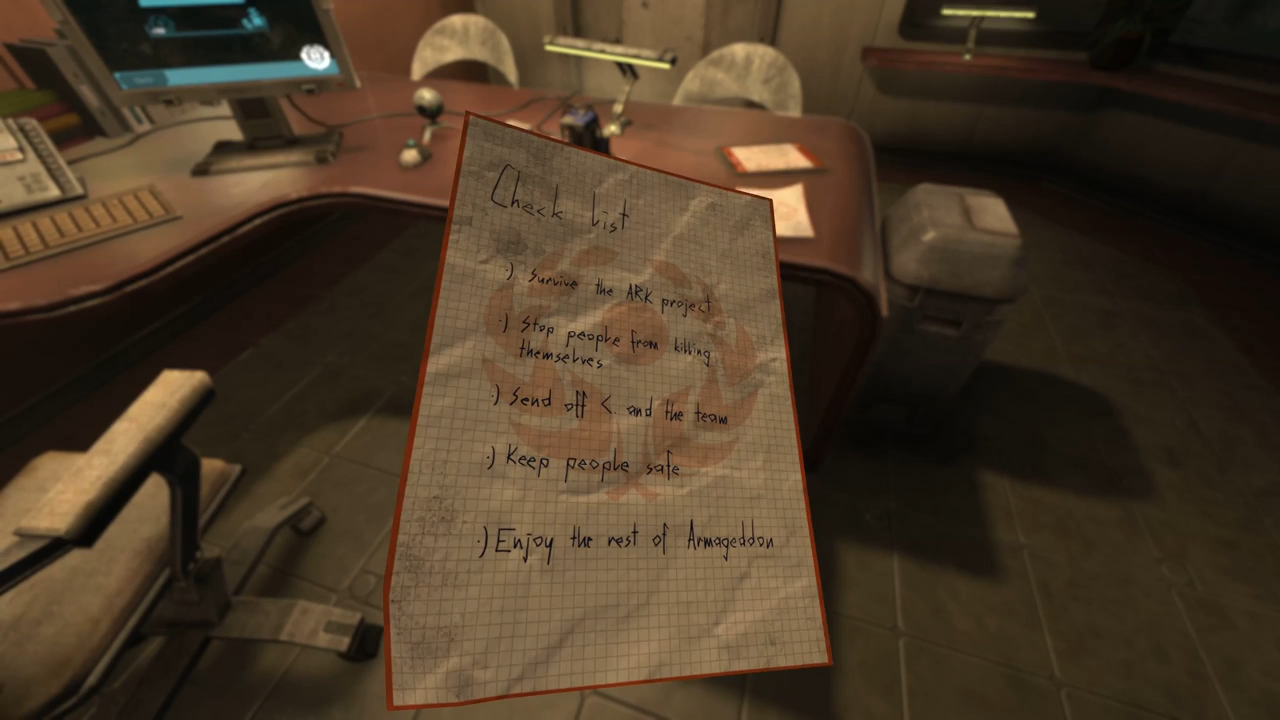 Check list
·) Survive the ARK project
·) Stop people from killing
themselves
·) Send off C. and the team
·) Keep people safe
·) Enjoy the rest of Armageddon